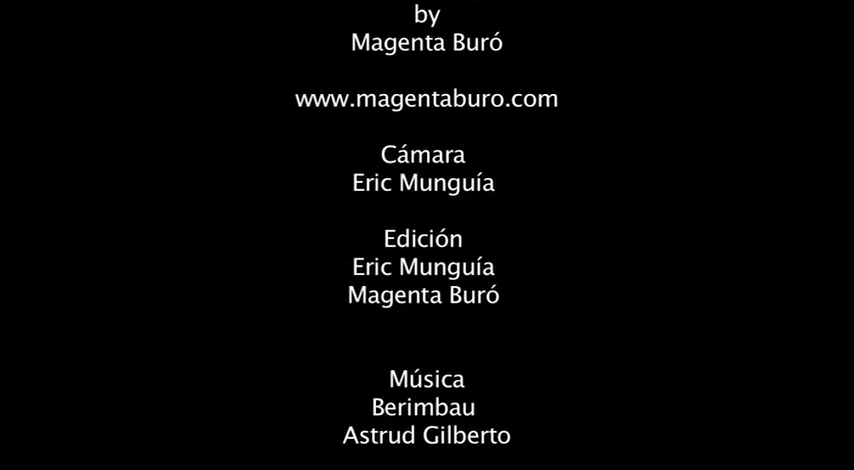 by
Magenta Buró
www.magentaburo.com
Cámara
Eric Munguía
Edición
Eric Munguía
Magenta Buró
Música
Berimbau
Astrud Gilberto